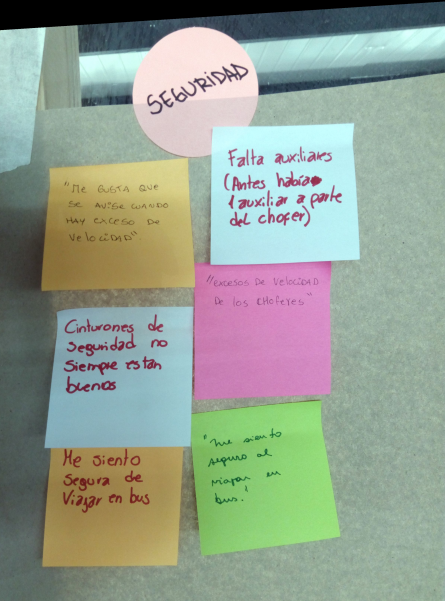 SEGURIDAD
Falta auxiliares
(Antes había
1 auxiliar a parte
del chofer)
"ME GUSTA QUE
SE AVISE CUANDO
HAY EXCESO DE
VELOCIDAD"
"EXCESOS DE VELOCIDAD
DE LOS CHOFERES"
Cinturones de
seguridad no
siempre estan
buenos
"me siento
seguro al
viajar en
bus."
Me siento
Segura de
Viajar en bus